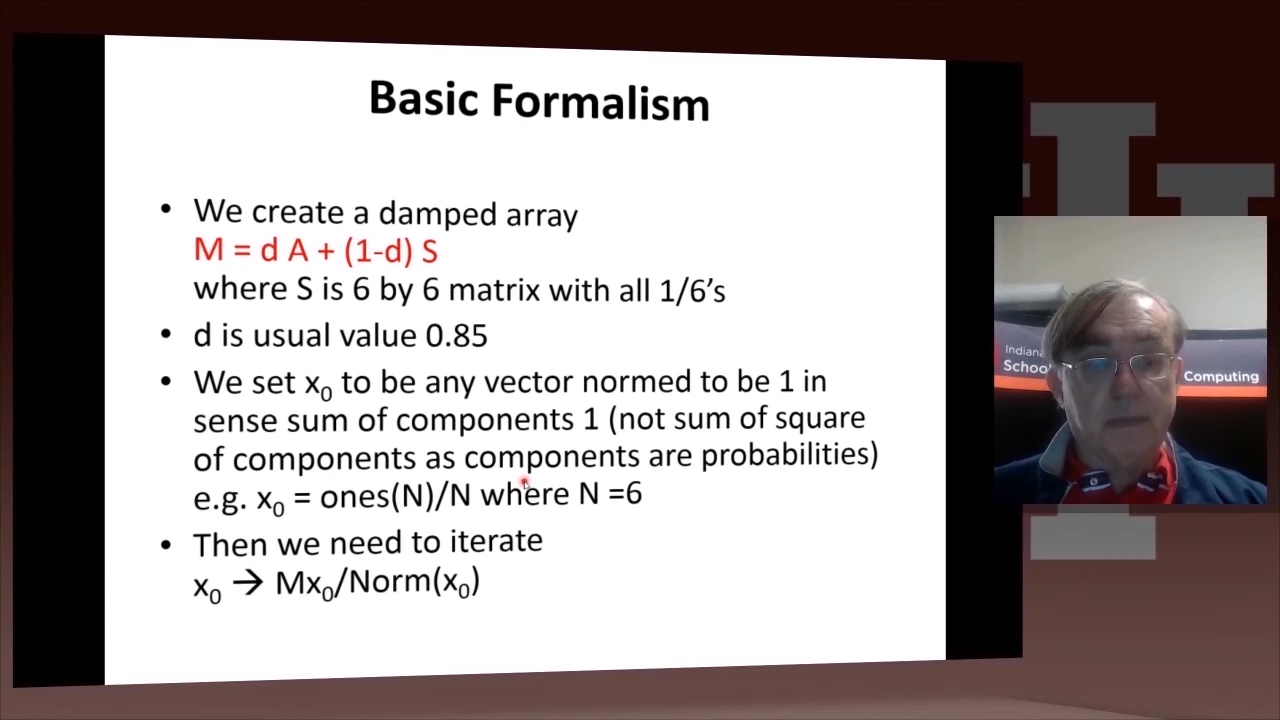 Basic Formalism
• We create a damped array
M = d A + (1-d) S
where S is 6 by 6 matrix with all 1/6’s
• d is usual value 0.85
• We set x₀ to be any vector normed to be 1 in
sense sum of components 1 (not sum of square
of components as components are probabilities)
e.g. x₀ = ones(N)/N where N =6
• Then we need to iterate
x₀ → Mx₀/Norm(x₀)
Indiana
School
Computing